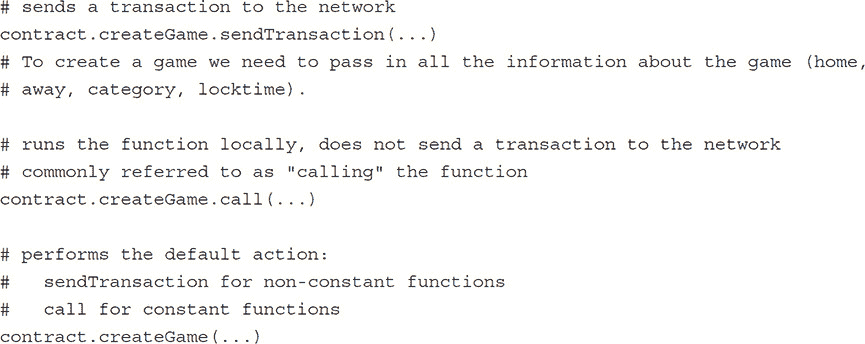 # sends a transaction to the network
contract.createGame.sendTransaction(...)
# To create a game we need to pass in all the information about the game (home,
# away, category, locktime).
# runs the function locally, does not send a transaction to the network
# commonly referred to as "calling" the function
contract.createGame.call(...)
# performs the default action:
#   sendTransaction for non-constant functions
#   call for constant functions
contract.createGame(...)